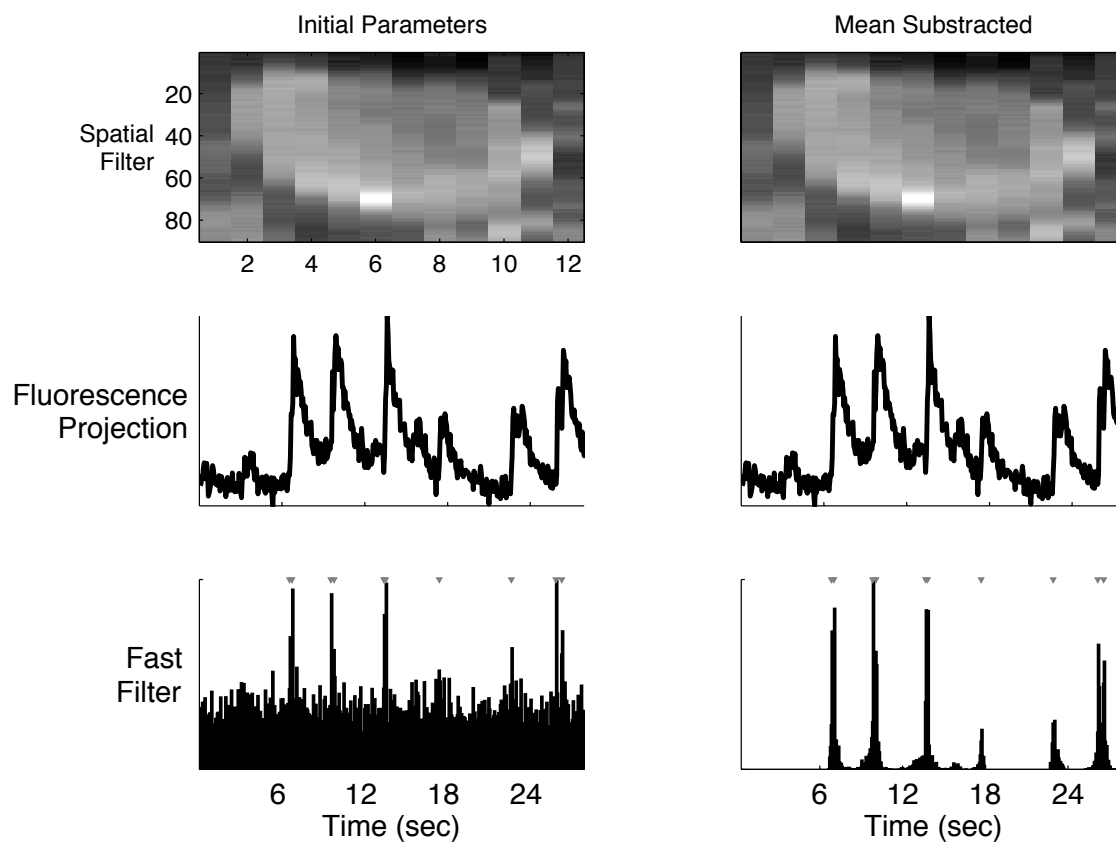 Initial Parameters
Mean Substracted
Spatial
Filter
20
40
60
80
2 4 6 8 10 12
Fluorescence
Projection
Fast
Filter
6 12 18 24
6 12 18 24
Time (sec)
Time (sec)